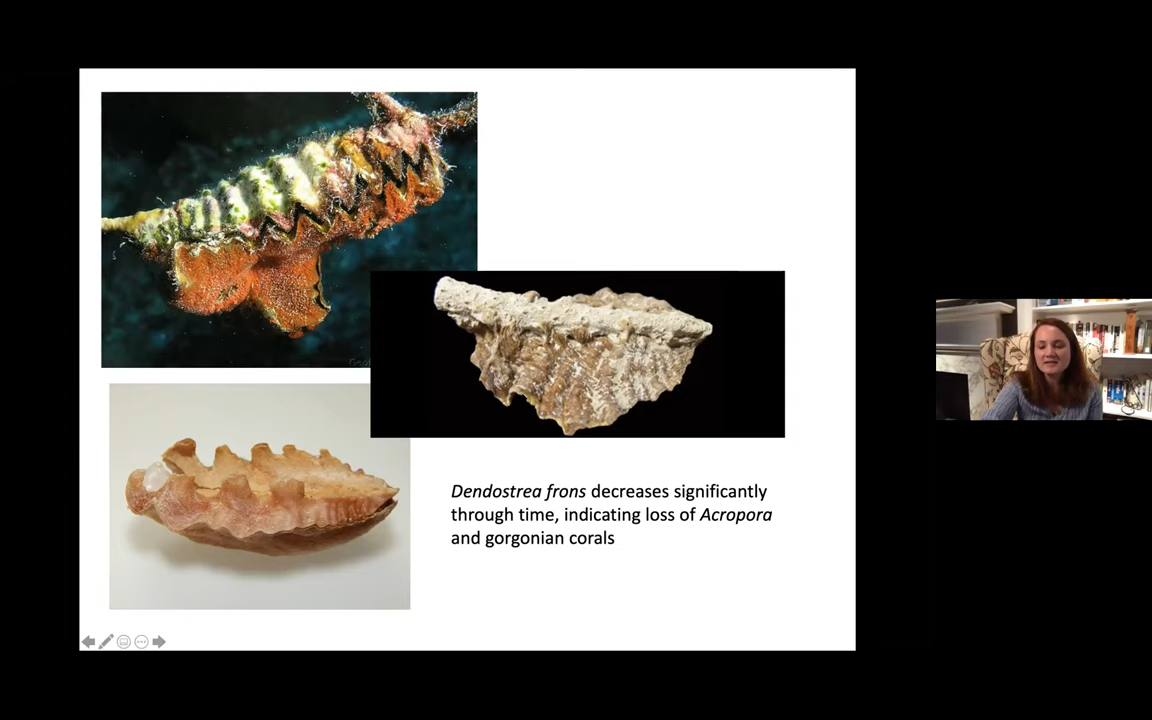 Dendostrea frons decreases significantly
through time, indicating loss of Acropora
and gorgonian corals